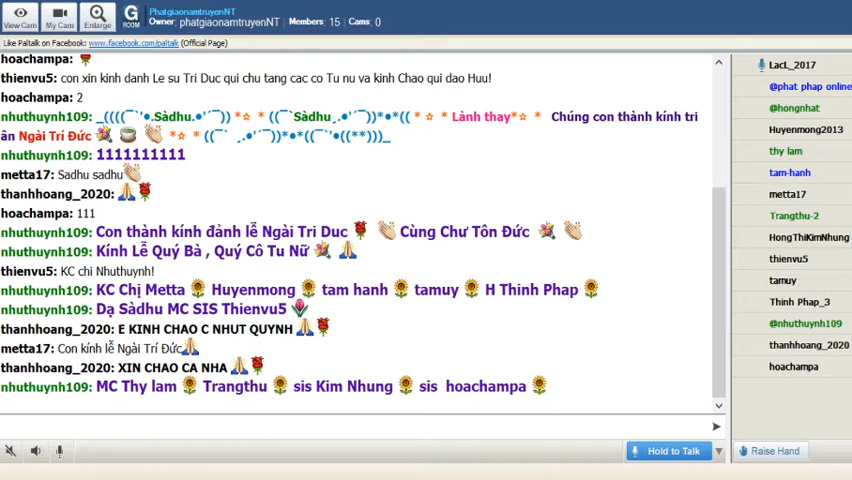 PhatgiaonamtruyenNT
Owner: phatgiaonamtruyenNT Members: 15 Cams: 0
View Cam My Cam Enlarge G ROOM
Like Paltalk on Facebook: www.facebook.com/paltalk (Official Page)
hoachampa:
thienvu5: con xin kinh danh Le su Tri Duc qui chu tang cac co Tu nu va kinh Chao qui dao Huu!
hoachampa: 2
nhuthuynh109: _((((¯`'•.Sàdhu.•'´¯)) *☆ * ((¯`Sàdhu¸.•'´¯))*•*(( * ☆ * Lành thay*☆ * Chúng con thành kính tri
ân Ngài Trí Đức *☆ * ((¯` ¸.•'´¯))*•*((¯`'•((**)))_
nhuthuynh109: 1111111111
metta17: Sadhu sadhu
thanhhoang_2020:
hoachampa: 111
nhuthuynh109: Con thành kính đảnh lễ Ngài Tri Duc Cùng Chư Tôn Đức
nhuthuynh109: Kính Lễ Quý Bà , Quý Cô Tu Nữ
thienvu5: KC chi Nhuthuynh!
nhuthuynh109: KC Chị Metta Huyenmong tam hanh tamuy H Thinh Phap
nhuthuynh109: Dạ Sàdhu MC SIS Thienvu5
thanhhoang_2020: E KINH CHAO C NHUT QUYNH
metta17: Con kính lễ Ngài Trí Đức
thanhhoang_2020: XIN CHAO CA NHA
nhuthuynh109: MC Thy lam Trangthu sis Kim Nhung sis hoachampa
Hold to Talk
LacL_2017
@phat phap online
@hongnhat
Huyenmong2013
thy lam
tam-hanh
metta17
Trangthu-2
HongThiKimNhung
thienvu5
tamuy
Thinh Phap_3
@nhuthuynh109
thanhhoang_2020
hoachampa
Raise Hand